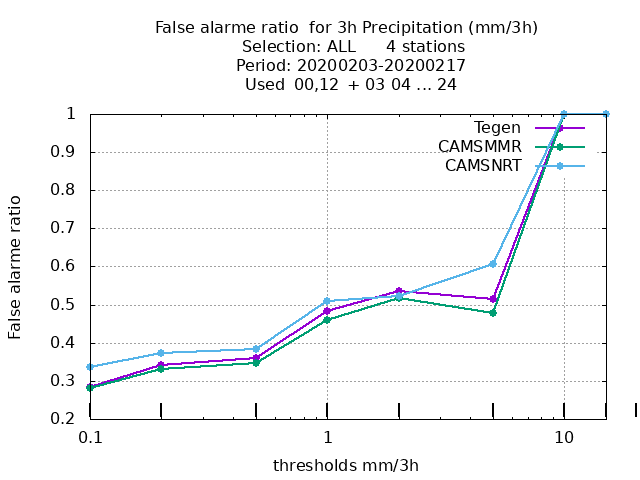 False alarme ratio  for 3h Precipitation (mm/3h)
Selection: ALL      4 stations
Period: 20200203-20200217
Used  00,12  + 03 04 ... 24
1
0.9
0.8
0.7
0.6
0.5
0.4
0.3
0.2
False alarme ratio
Tegen
CAMSMMR
CAMSNRT
0.1
1
10
thresholds mm/3h